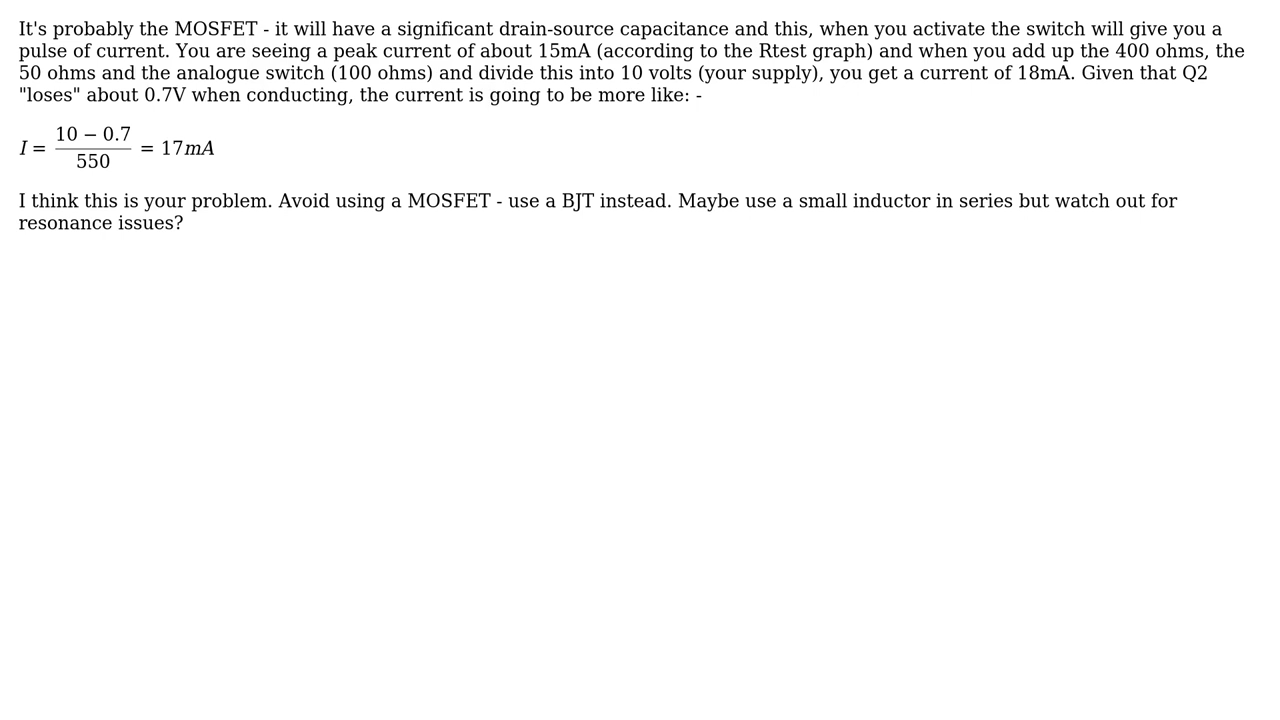 It's probably the MOSFET - it will have a significant drain-source capacitance and this, when you activate the switch will give you a
pulse of current. You are seeing a peak current of about 15mA (according to the Rtest graph) and when you add up the 400 ohms, the
50 ohms and the analogue switch (100 ohms) and divide this into 10 volts (your supply), you get a current of 18mA. Given that Q2
"loses" about 0.7V when conducting, the current is going to be more like: -
I = \frac{10 − 0.7}{550} = 17mA
I think this is your problem. Avoid using a MOSFET - use a BJT instead. Maybe use a small inductor in series but watch out for
resonance issues?